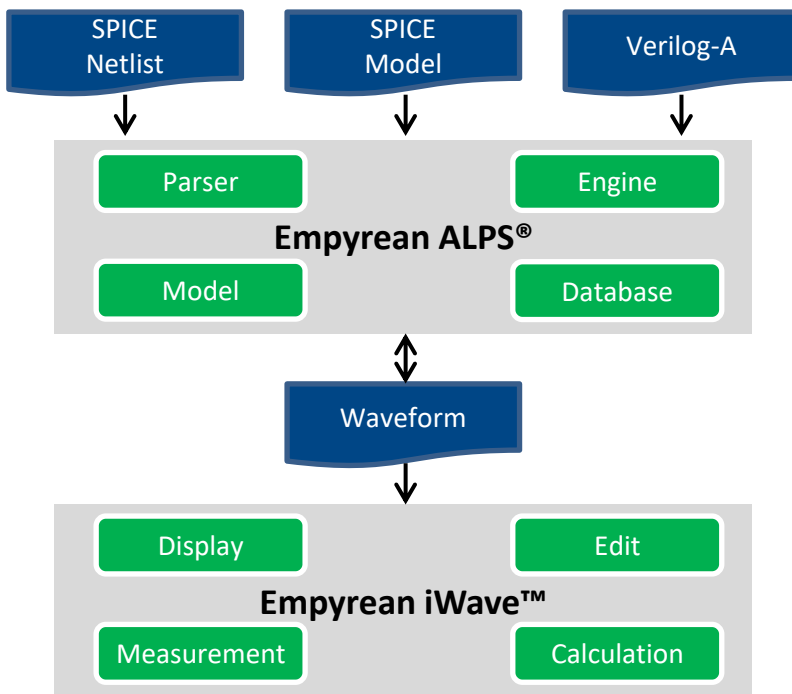 SPICE
Netlist
SPICE
Model
Verilog-A
Parser
Engine
Empyrean ALPS®
Model
Database
Waveform
Display
Edit
Empyrean iWave™
Measurement
Calculation